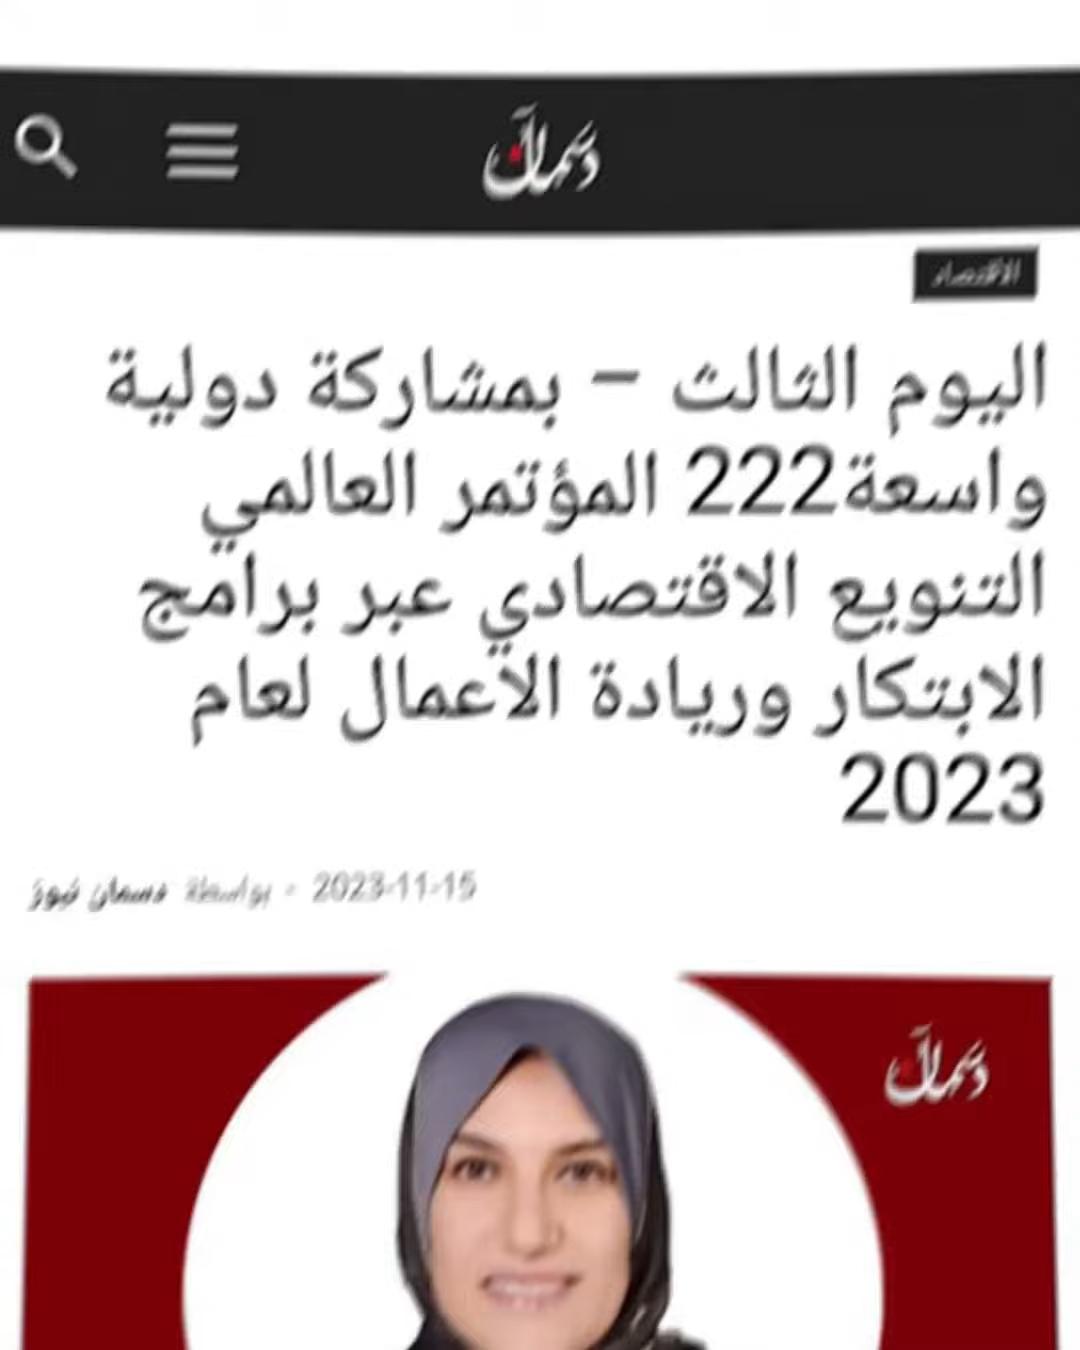 دسمان
الاقتصاد
اليوم الثالث – بمشاركة دولية
واسعة222 المؤتمر العالمي
التنويع الاقتصادي عبر برامج
الابتكار وريادة الأعمال لعام
2023
2023-11-15 - بواسطة دسمان نيوز
دسمان